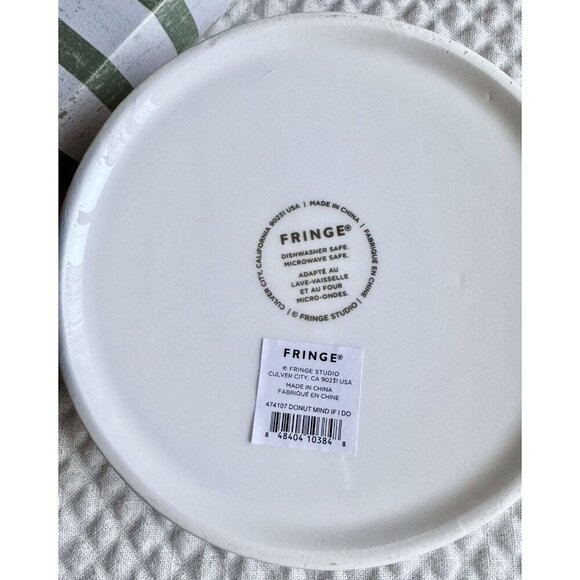 CULVER CITY, CALIFORNIA 90231 USA | MADE IN CHINA | FABRIQUÉ EN CHINE | © FRINGE STUDIO |
FRINGE®
DISHWASHER SAFE.
MICROWAVE SAFE.
ADAPTÉ AU
LAVE-VAISSELLE
ET AU FOUR
MICRO-ONDES.
FRINGE®
© FRINGE STUDIO
CULVER CITY, CA 90231 USA
MADE IN CHINA
FABRIQUÉ EN CHINE
474107 DONUT MIND IF I DO
8 48404 10384 8